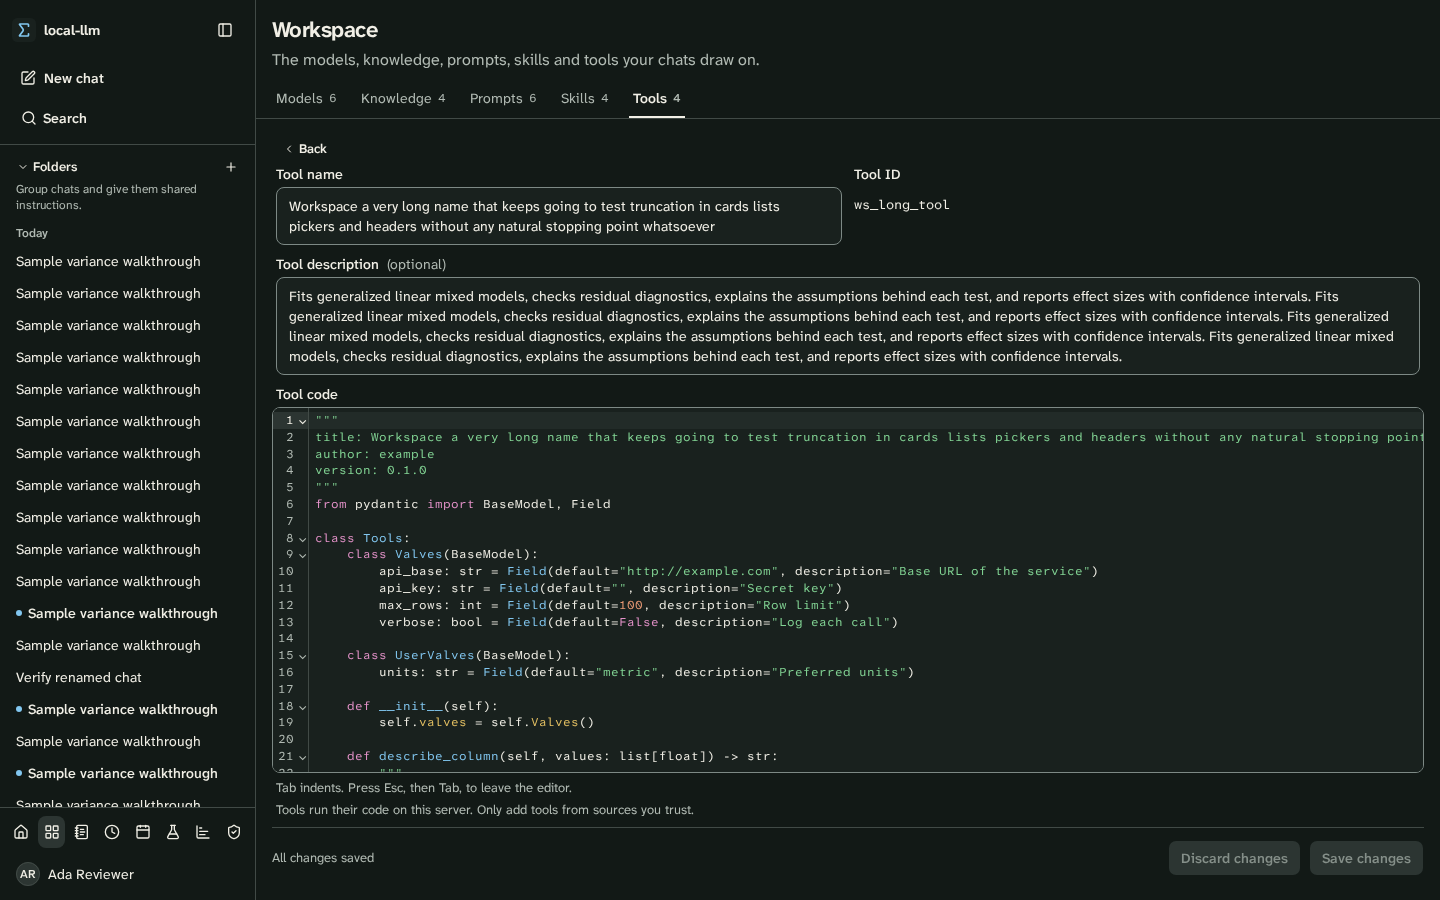 local-llm
New chat
Search
Folders
Group chats and give them shared
instructions.
Today
Sample variance walkthrough
Sample variance walkthrough
Sample variance walkthrough
Sample variance walkthrough
Sample variance walkthrough
Sample variance walkthrough
Sample variance walkthrough
Sample variance walkthrough
Sample variance walkthrough
Sample variance walkthrough
Sample variance walkthrough
Sample variance walkthrough
Sample variance walkthrough
Verify renamed chat
Sample variance walkthrough
Sample variance walkthrough
Sample variance walkthrough
Sample variance walkthrough
AR Ada Reviewer
Workspace
The models, knowledge, prompts, skills and tools your chats draw on.
Models 6 Knowledge 4 Prompts 6 Skills 4 Tools 4
Back
Tool name
Workspace a very long name that keeps going to test truncation in cards lists
pickers and headers without any natural stopping point whatsoever
Tool ID
ws_long_tool
Tool description (optional)
Fits generalized linear mixed models, checks residual diagnostics, explains the assumptions behind each test, and reports effect sizes with confidence intervals. Fits
generalized linear mixed models, checks residual diagnostics, explains the assumptions behind each test, and reports effect sizes with confidence intervals. Fits generalized
linear mixed models, checks residual diagnostics, explains the assumptions behind each test, and reports effect sizes with confidence intervals. Fits generalized linear mixed
models, checks residual diagnostics, explains the assumptions behind each test, and reports effect sizes with confidence intervals.
Tool code
1 """
2 title: Workspace a very long name that keeps going to test truncation in cards lists pickers and headers without any natural stopping point
3 author: example
4 version: 0.1.0
5 """
6 from pydantic import BaseModel, Field
7
8 class Tools:
9     class Valves(BaseModel):
10         api_base: str = Field(default="http://example.com", description="Base URL of the service")
11         api_key: str = Field(default="", description="Secret key")
12         max_rows: int = Field(default=100, description="Row limit")
13         verbose: bool = Field(default=False, description="Log each call")
14
15     class UserValves(BaseModel):
16         units: str = Field(default="metric", description="Preferred units")
17
18     def __init__(self):
19         self.valves = self.Valves()
20
21     def describe_column(self, values: list[float]) -> str:
22         """
Tab indents. Press Esc, then Tab, to leave the editor.
Tools run their code on this server. Only add tools from sources you trust.
All changes saved
Discard changes
Save changes